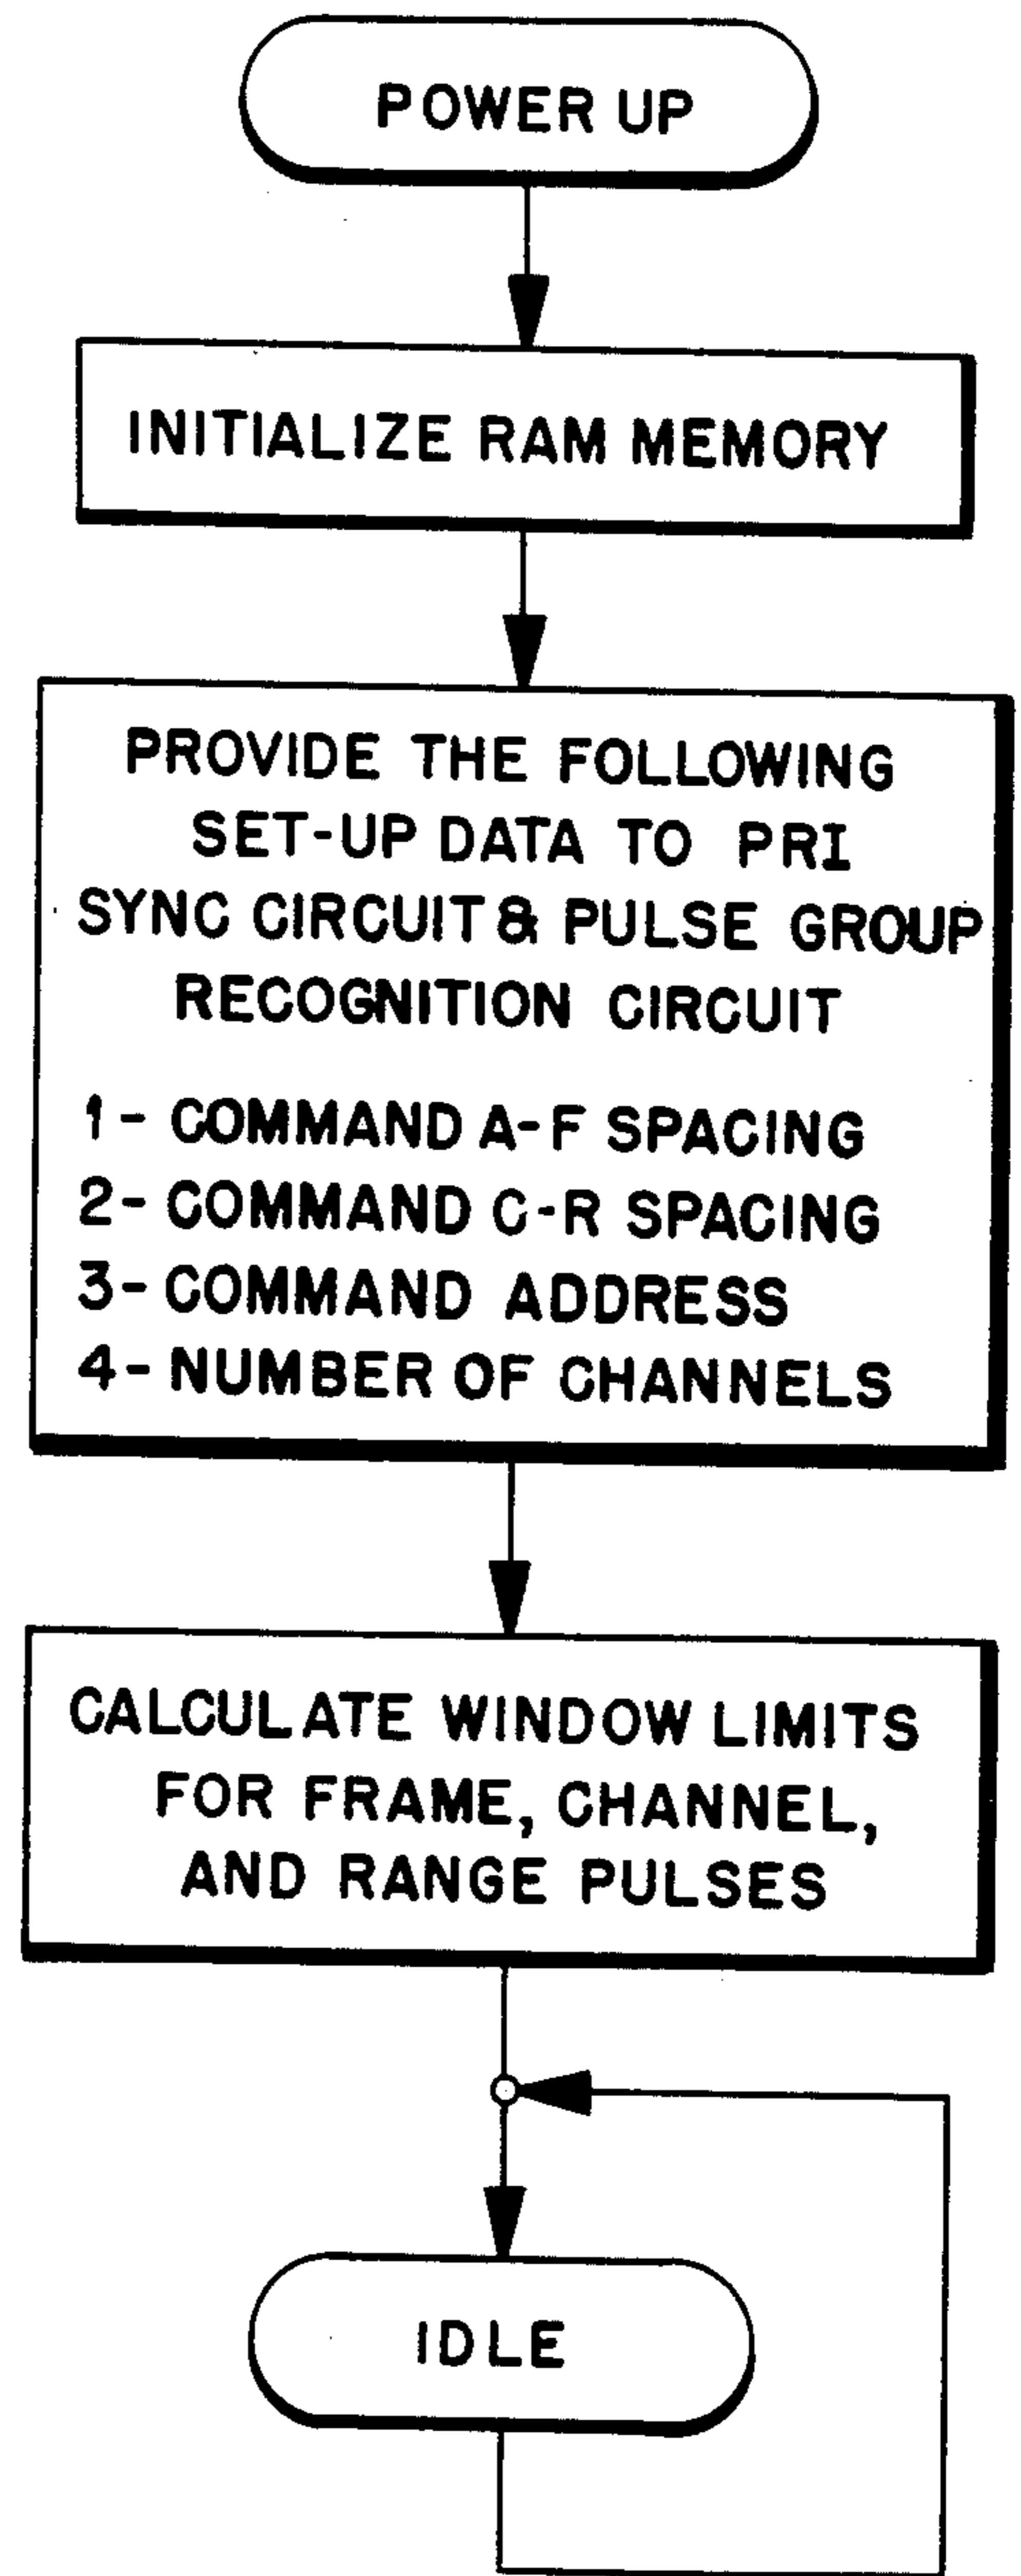 POWER UP
INITIALIZE RAM MEMORY
PROVIDE THE FOLLOWING
SET-UP DATA TO PRI
SYNC CIRCUIT & PULSE GROUP
RECOGNITION CIRCUIT
1- COMMAND A-F SPACING
2- COMMAND C-R SPACING
3- COMMAND ADDRESS
4- NUMBER OF CHANNELS
CALCULATE WINDOW LIMITS
FOR FRAME, CHANNEL,
AND RANGE PULSES
IDLE